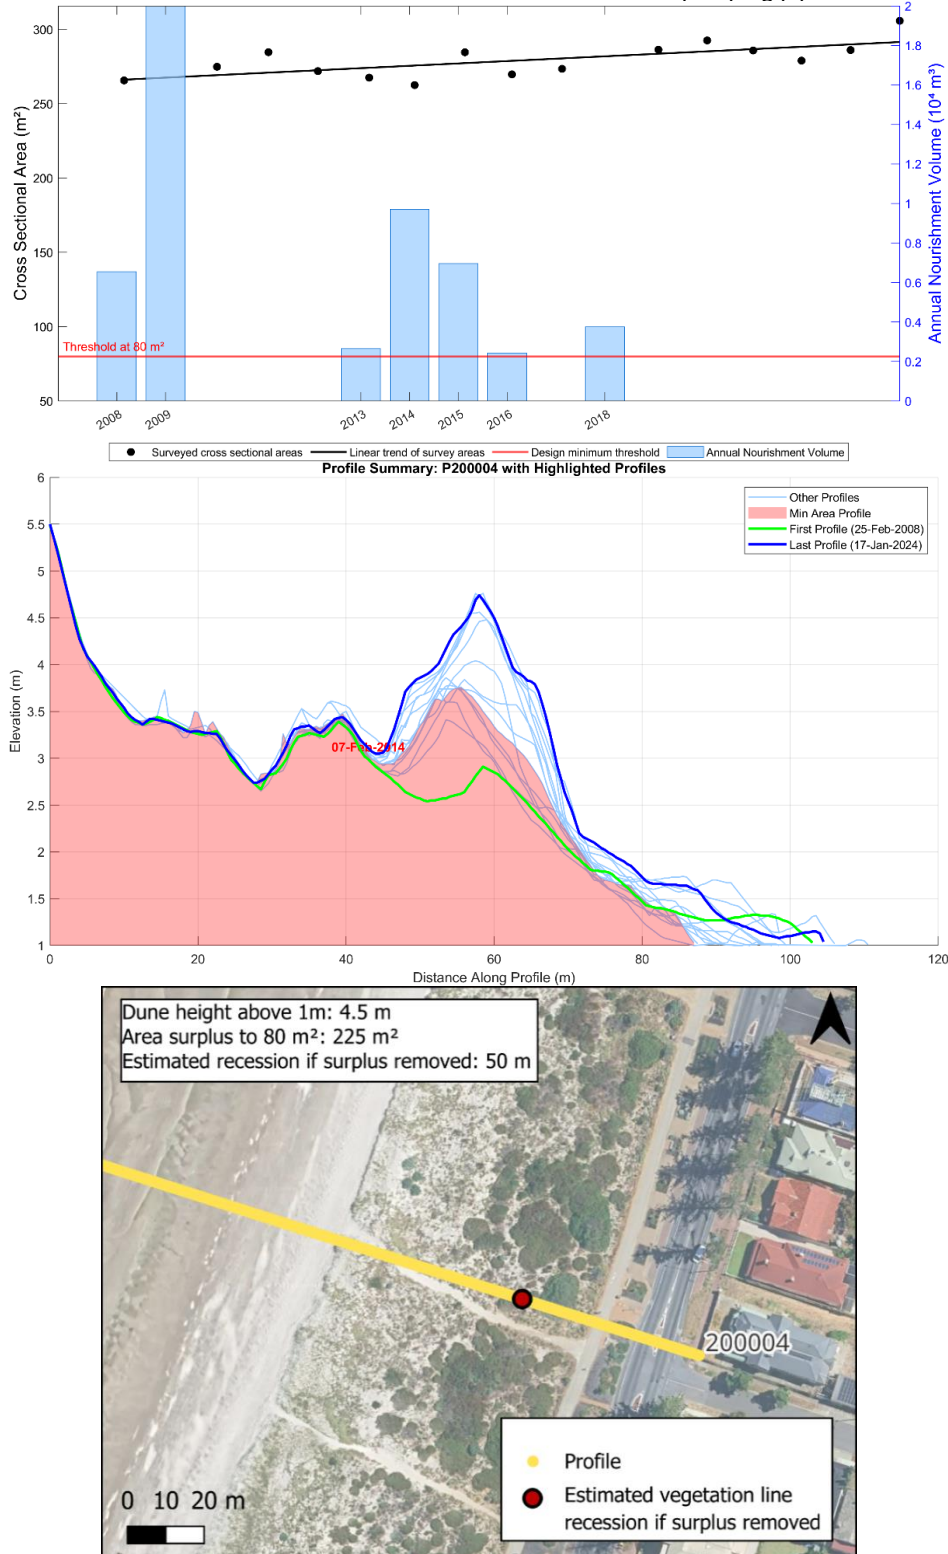 300
250
200
150
100
50
Cross Sectional Area (m²)
2
1.8
1.6
1.4
1.2
1
0.8
0.6
0.4
0.2
0
Annual Nourishment Volume (10⁴ m³)
Threshold at 80 m²
2008 2009 2013 2014 2015 2016 2018
Surveyed cross sectional areas Linear trend of survey areas Design minimum threshold Annual Nourishment Volume
Profile Summary: P200004 with Highlighted Profiles
6
5.5
5
4.5
4
3.5
3
2.5
2
1.5
1
Elevation (m)
Other Profiles
Min Area Profile
First Profile (25-Feb-2008)
Last Profile (17-Jan-2024)
07-Feb-2014
0 20 40 60 80 100 120
Distance Along Profile (m)
Dune height above 1m: 4.5 m
Area surplus to 80 m²: 225 m²
Estimated recession if surplus removed: 50 m
200004
0 10 20 m
Profile
Estimated vegetation line
recession if surplus removed